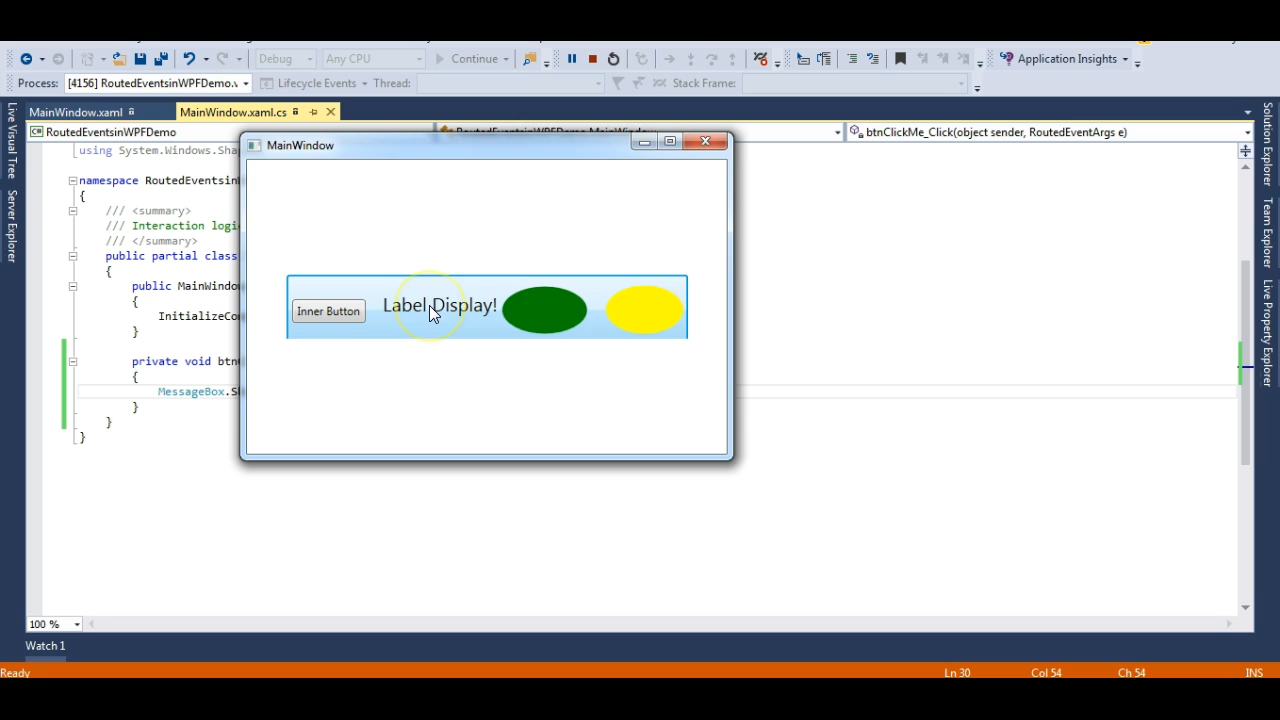 Debug
Any CPU
Continue
Application Insights
Process:
[4156] RoutedEventsinWPFDemo.v
Lifecycle Events
Thread:
Stack Frame:
MainWindow.xaml
MainWindow.xaml.cs
RoutedEventsinWPFDemo
btnClickMe_Click(object sender, RoutedEventArgs e)
Live Visual Tree
Server Explorer
Solution Explorer
Team Explorer
Live Property Explorer
using System.Windows.Sha
namespace RoutedEventsin
{
/// <summary>
/// Interaction logi
/// </summary>
public partial class
{
public MainWindow
{
InitializeCo
}
private void btn
{
MessageBox.S
}
}
}
MainWindow
Inner Button
Label Display!
100 %
Watch 1
Ready
Ln 30
Col 54
Ch 54
INS